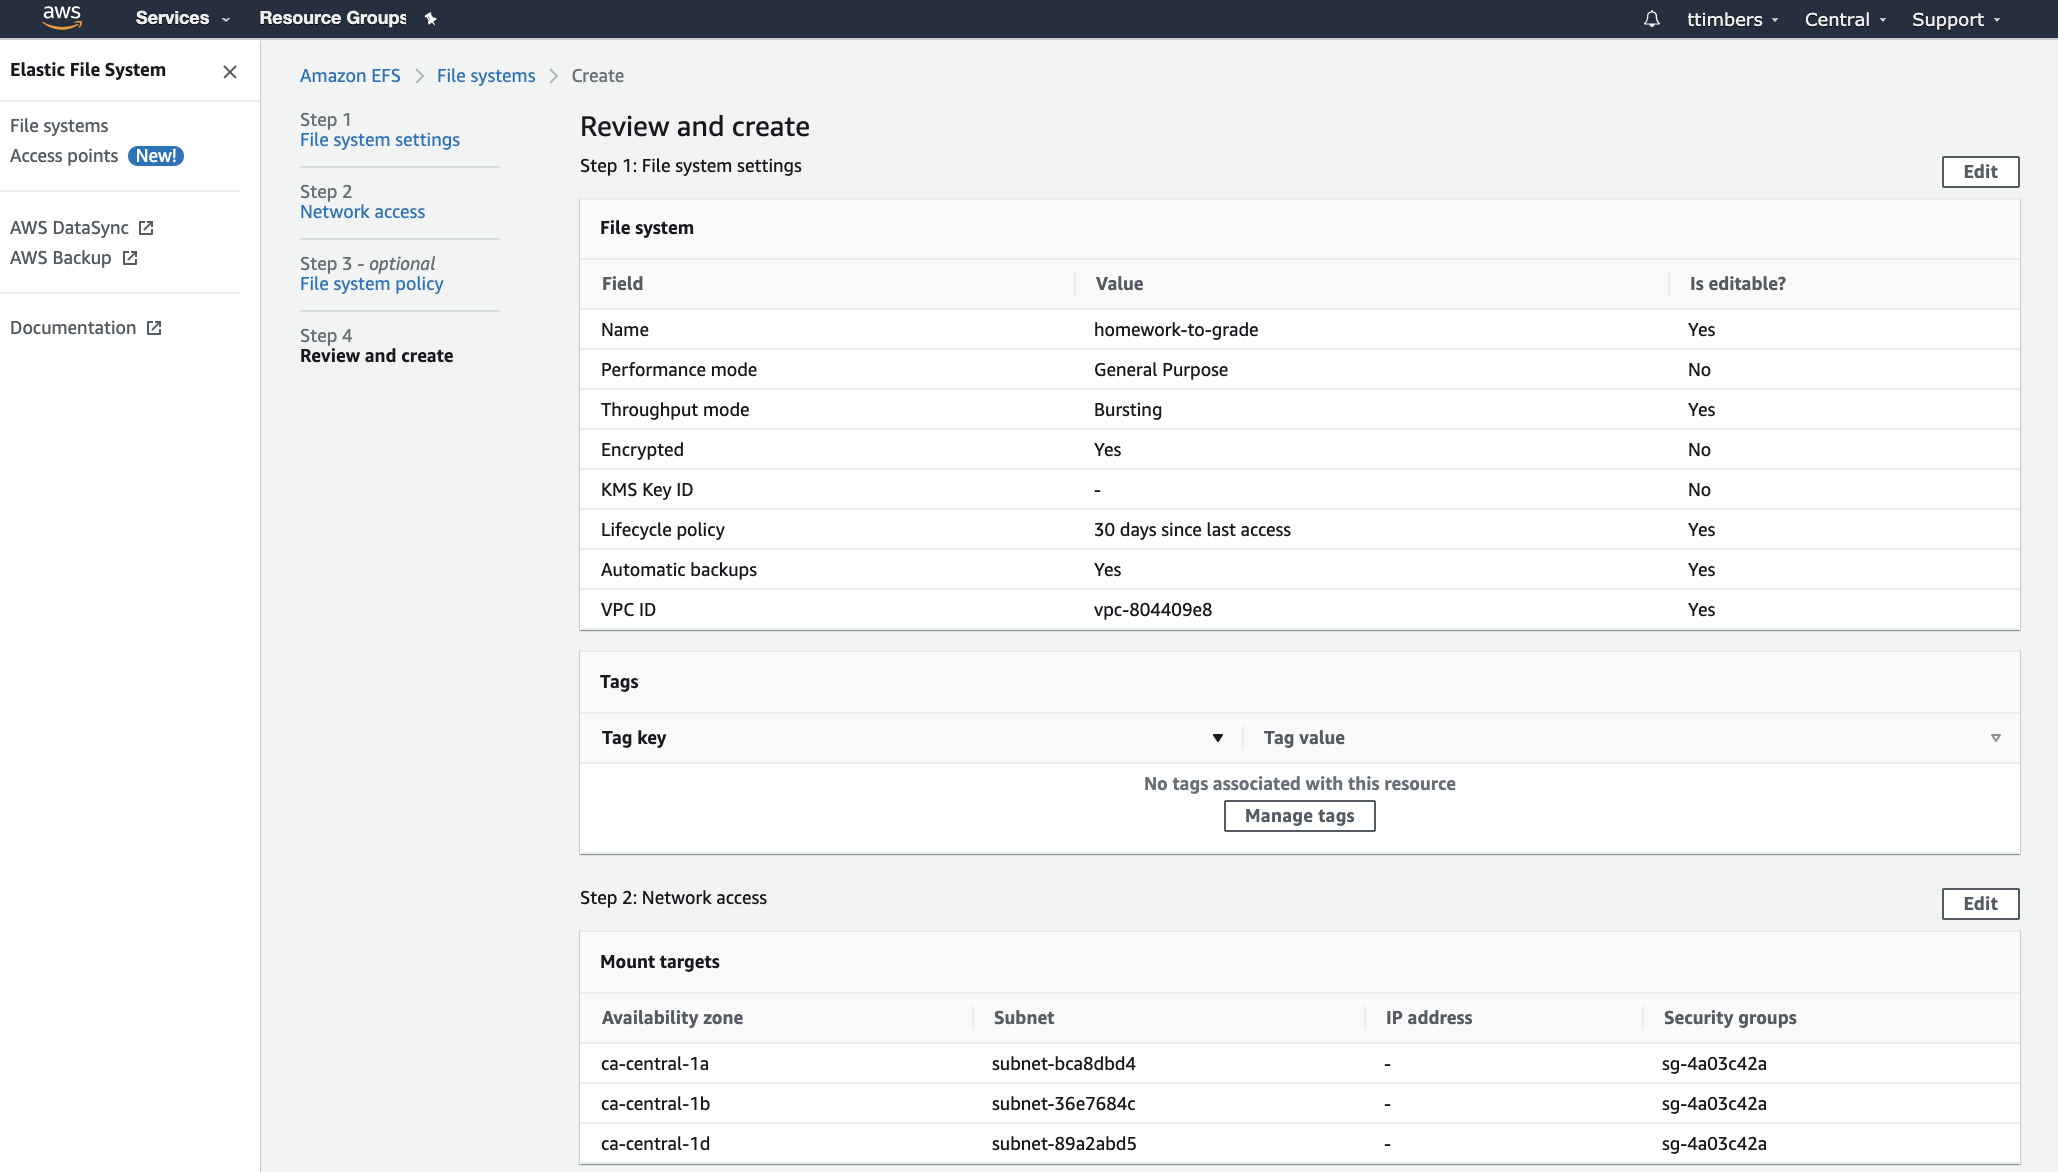 aws Services Resource Groups ttimbers Central Support
Elastic File System
File systems
Access points New!
AWS DataSync
AWS Backup
Documentation
Amazon EFS > File systems > Create
Step 1
File system settings
Step 2
Network access
Step 3 - optional
File system policy
Step 4
Review and create
Review and create
Step 1: File system settings
Edit
File system
Field Value Is editable?
Name homework-to-grade Yes
Performance mode General Purpose No
Throughput mode Bursting Yes
Encrypted Yes No
KMS Key ID - No
Lifecycle policy 30 days since last access Yes
Automatic backups Yes Yes
VPC ID vpc-804409e8 Yes
Tags
Tag key Tag value
No tags associated with this resource
Manage tags
Step 2: Network access
Edit
Mount targets
Availability zone Subnet IP address Security groups
ca-central-1a subnet-bca8dbd4 - sg-4a03c42a
ca-central-1b subnet-36e7684c - sg-4a03c42a
ca-central-1d subnet-89a2abd5 - sg-4a03c42a